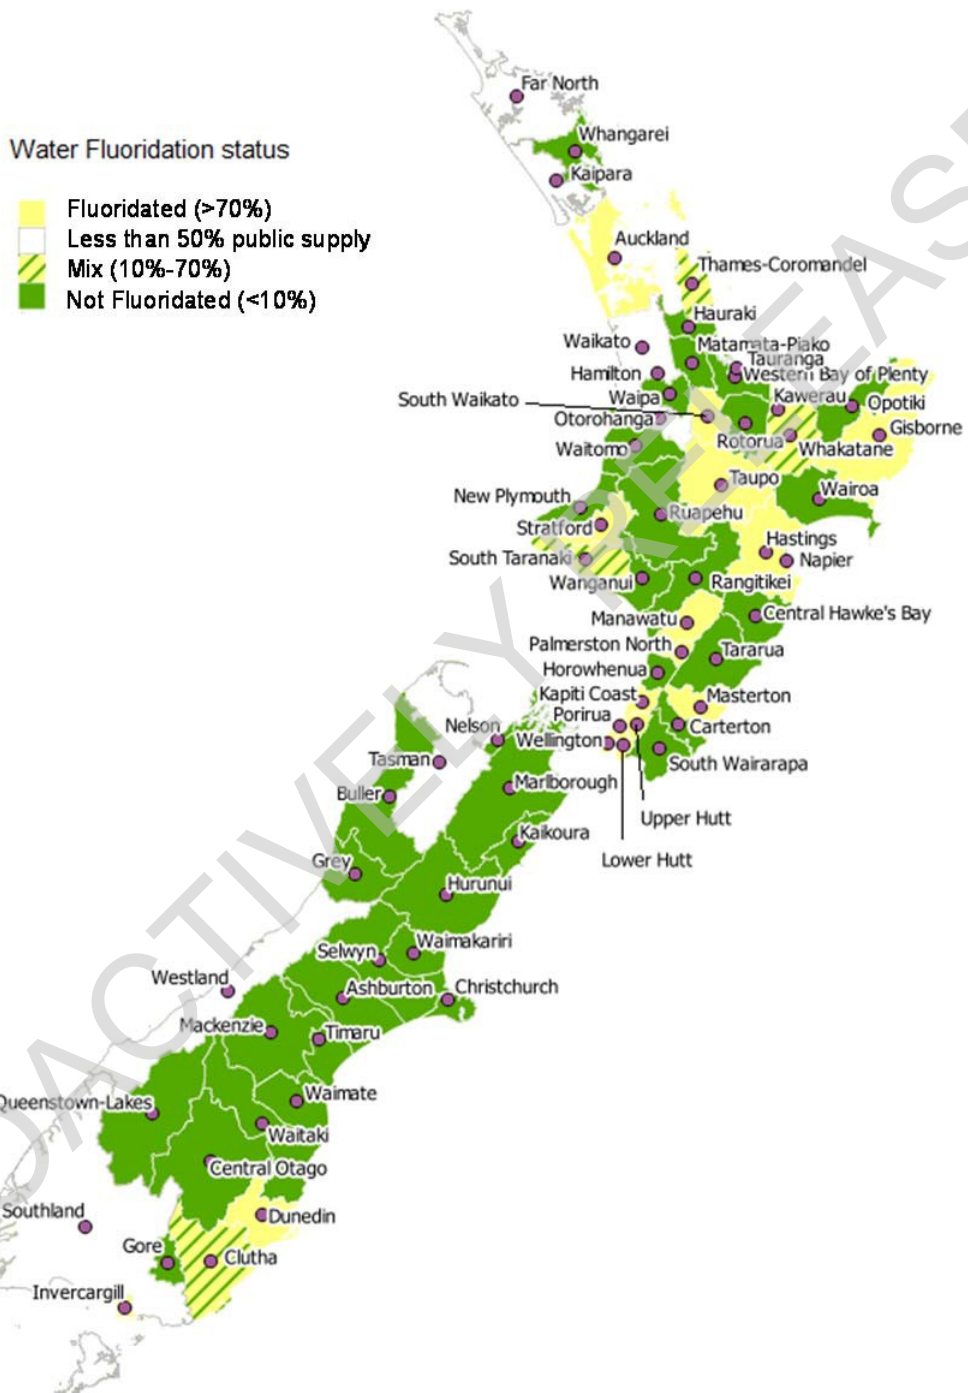 Far North
Whangarei
Water Fluoridation status
Kaipara
Fluoridated (>70%)
Less than 50% public supply
Mix (10%-70%)
Not Fluoridated (<10%)
Auckland
Thames-Coromandel
Hauraki
Waikato
Matamata-Piako
Tauranga
Hamilton
Western Bay of Plenty
South Waikato
Waipa
Kawerau
Opotiki
Otorohanga
Gisborne
Rotorua
Whakatane
Waitomo
Taupo
Wairoa
New Plymouth
Ruapehu
Stratford
Hastings
South Taranaki
Napier
Wanganui
Rangitikei
Manawatu
Central Hawke's Bay
Palmerston North
Tararua
Horowhenua
Kapiti Coast
Masterton
Porirua
Nelson
Carterton
Wellington
Tasman
South Wairarapa
Marlborough
Buller
Upper Hutt
Kaikoura
Lower Hutt
Grey
Hurunui
Waimakariri
Selwyn
Westland
Ashburton
Christchurch
Mackenzie
Timaru
Waimate
Queenstown-Lakes
Waitaki
Central Otago
Southland
Dunedin
Gore
Clutha
Invercargill
OACTIVELY RELEAS